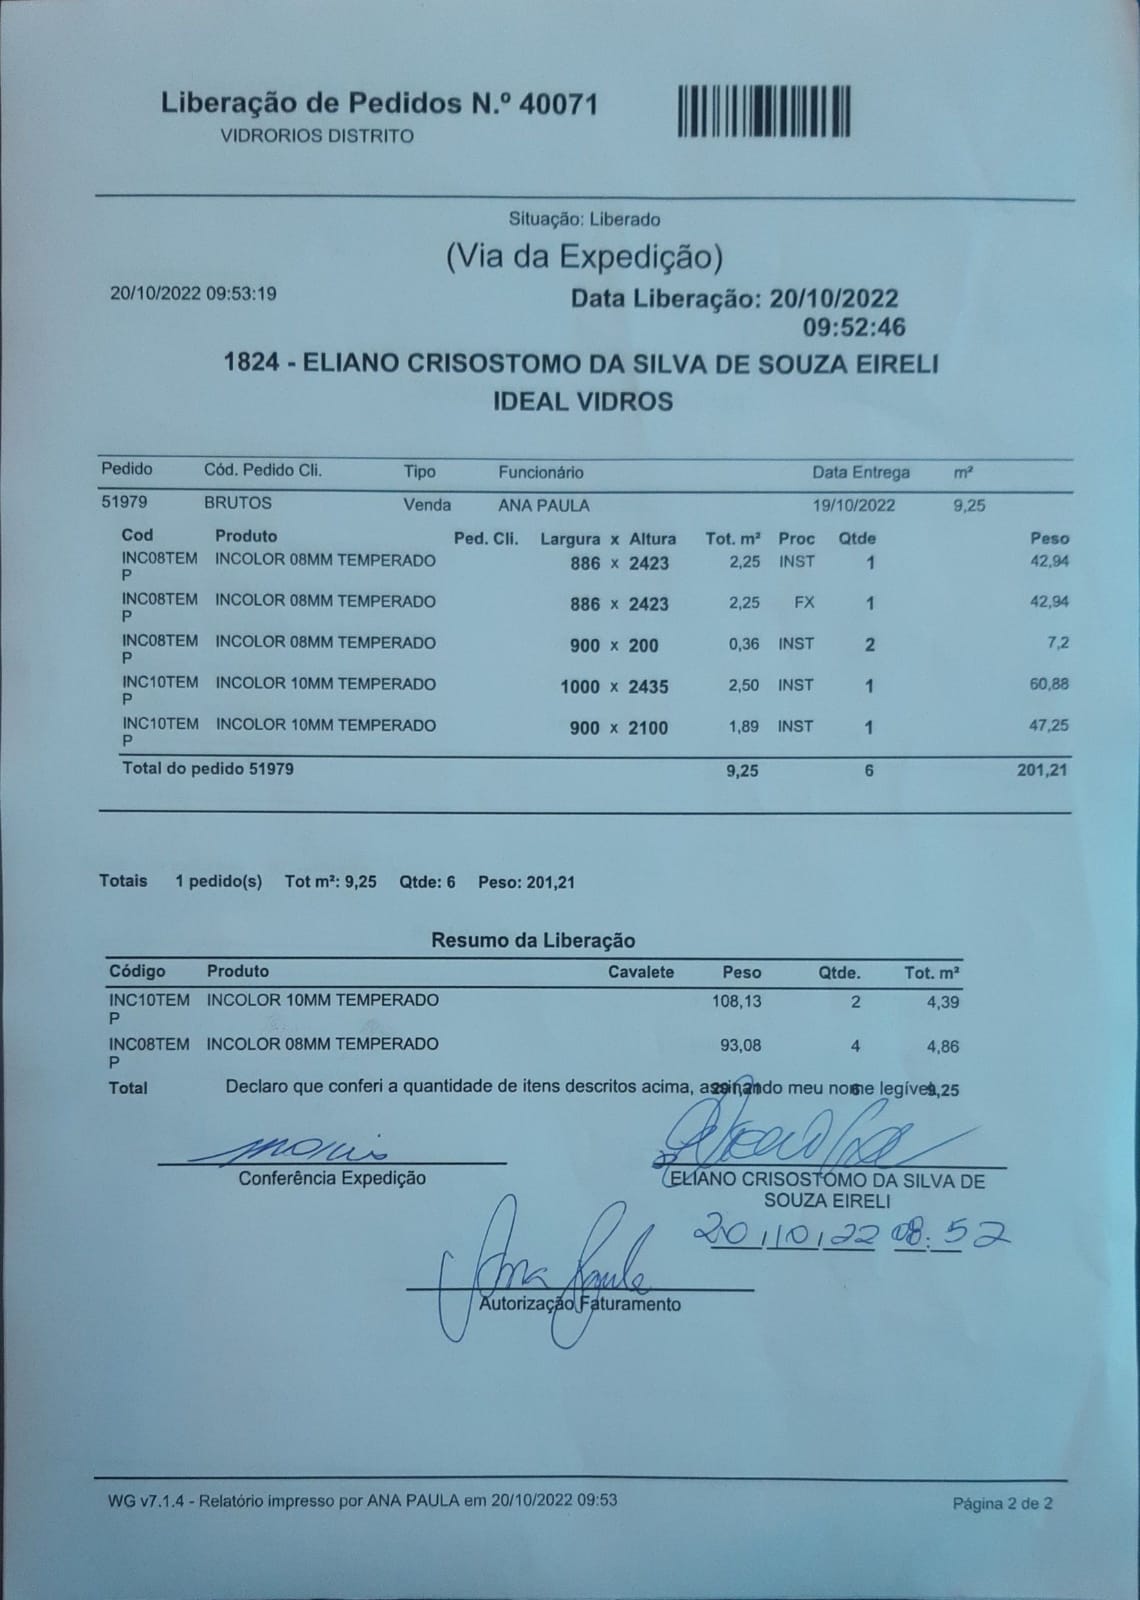 Liberação de Pedidos N.º 40071
VIDRORIOS DISTRITO
Situação: Liberado
(Via da Expedição)
20/10/2022 09:53:19
Data Liberação: 20/10/2022
09:52:46
1824 - ELIANO CRISOSTOMO DA SILVA DE SOUZA EIRELI
IDEAL VIDROS
Pedido Cód. Pedido Cli. Tipo Funcionário Data Entrega m²
51979 BRUTOS Venda ANA PAULA 19/10/2022 9,25
Cod Produto Ped. Cli. Largura x Altura Tot. m² Proc Qtde Peso
INC08TEM INCOLOR 08MM TEMPERADO 886 x 2423 2,25 INST 1 42,94
P
INC08TEM INCOLOR 08MM TEMPERADO 886 x 2423 2,25 FX 1 42,94
P
INC08TEM INCOLOR 08MM TEMPERADO 900 x 200 0,36 INST 2 7,2
P
INC10TEM INCOLOR 10MM TEMPERADO 1000 x 2435 2,50 INST 1 60,88
P
INC10TEM INCOLOR 10MM TEMPERADO 900 x 2100 1,89 INST 1 47,25
P
Total do pedido 51979 9,25 6 201,21
Totais 1 pedido(s) Tot m²: 9,25 Qtde: 6 Peso: 201,21
Resumo da Liberação
Código Produto Cavalete Peso Qtde. Tot. m²
INC10TEM INCOLOR 10MM TEMPERADO 108,13 2 4,39
P
INC08TEM INCOLOR 08MM TEMPERADO 93,08 4 4,86
P
Total Declaro que conferi a quantidade de itens descritos acima, assinando meu nome legível 9,25
Conferência Expedição
ELIANO CRISOSTOMO DA SILVA DE
SOUZA EIRELI
20/10/22 08:52
Ana Paula
Autorização Faturamento
WG v7.1.4 - Relatório impresso por ANA PAULA em 20/10/2022 09:53
Página 2 de 2